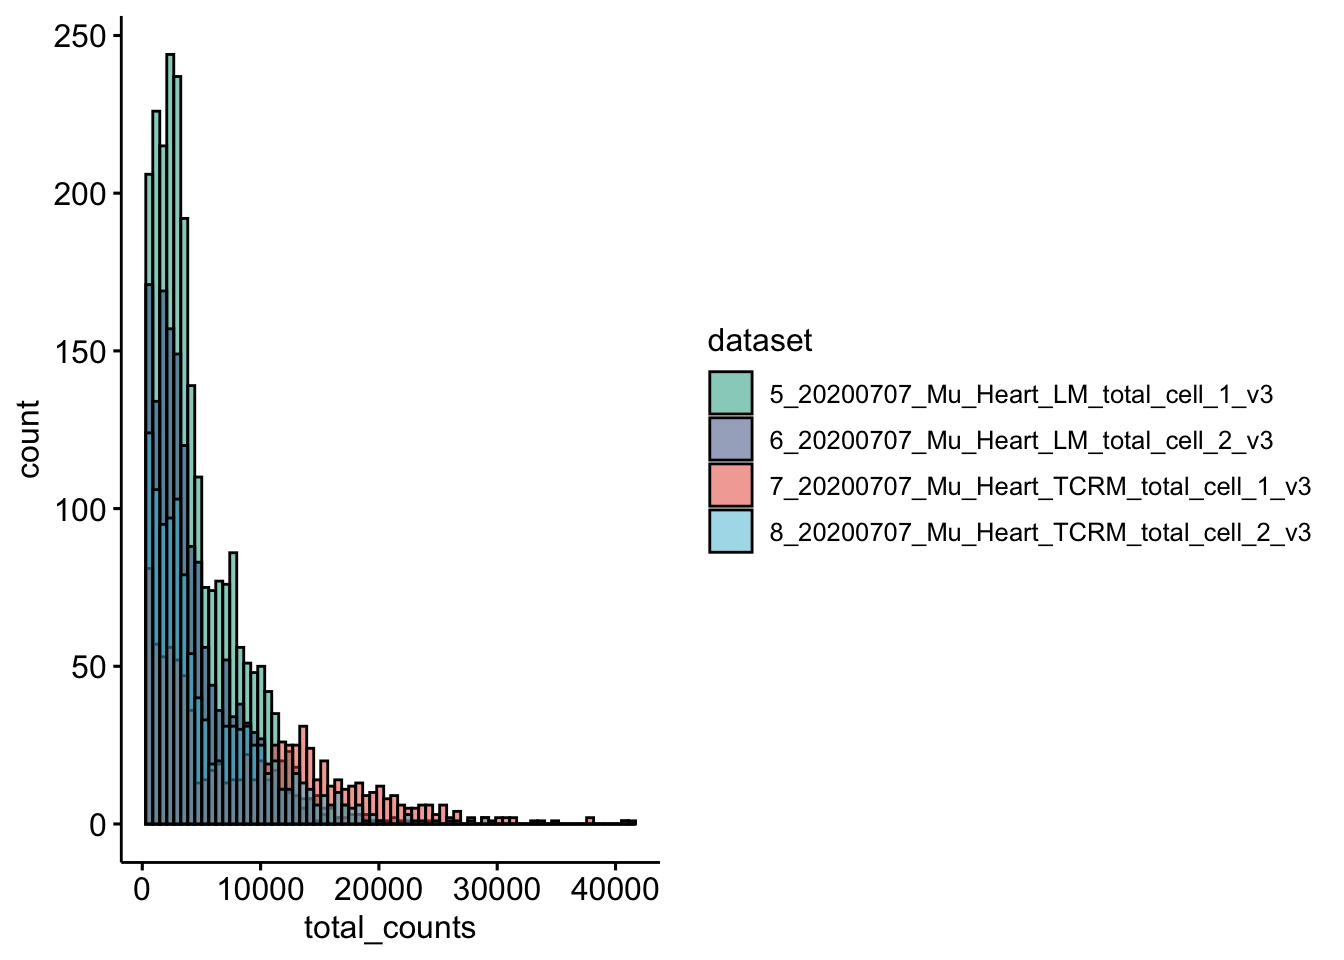 250
200
150
100
50
0
count
0 10000 20000 30000 40000
total_counts
dataset
5_20200707_Mu_Heart_LM_total_cell_1_v3
6_20200707_Mu_Heart_LM_total_cell_2_v3
7_20200707_Mu_Heart_TCRM_total_cell_1_v3
8_20200707_Mu_Heart_TCRM_total_cell_2_v3